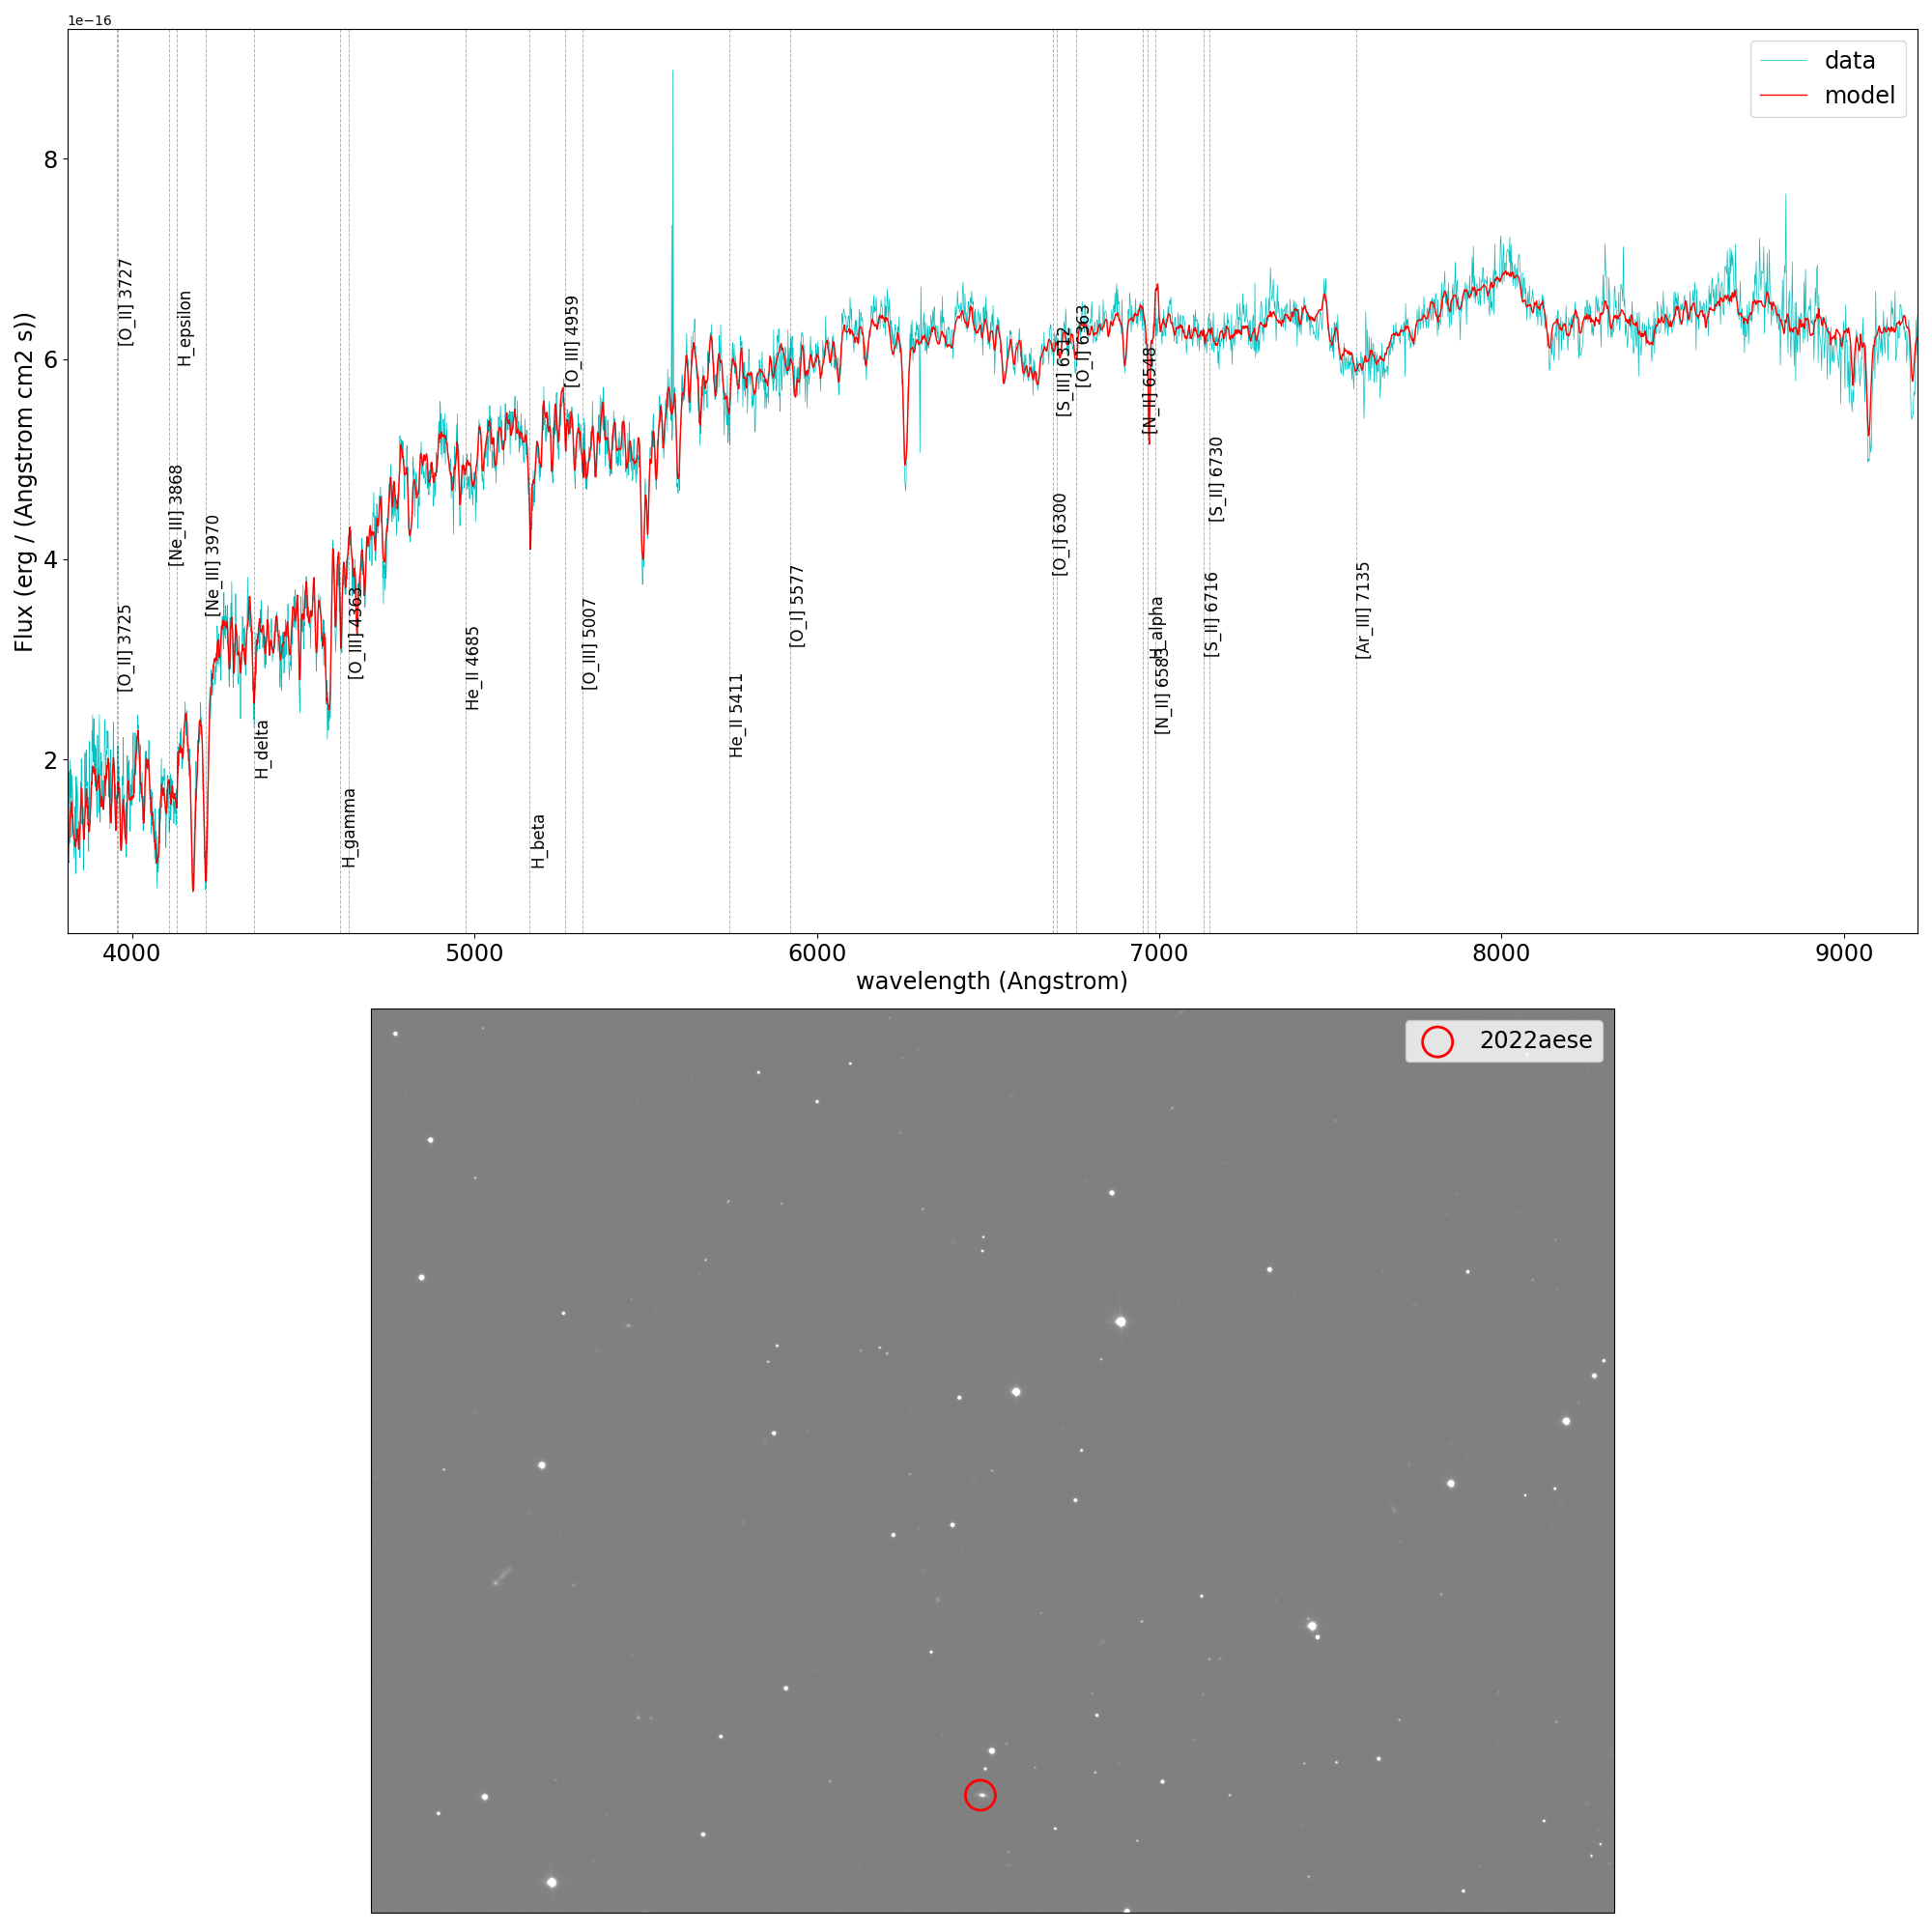 1e−16
data
model
8
6
4
2
Flux (erg / (Angstrom cm2 s))
[O_II] 3725
[O_II] 3727
[Ne_III] 3868
H_epsilon
[Ne_III] 3970
H_delta
H_gamma
[O_III] 4363
He_II 4685
H_beta
[O_III] 4959
[O_III] 5007
He_II 5411
[O_I] 5577
[O_I] 6300
[S_III] 6312
[O_I] 6363
[N_II] 6548
H_alpha
[N_II] 6583
[S_II] 6716
[S_II] 6730
[Ar_III] 7135
4000 5000 6000 7000 8000 9000
wavelength (Angstrom)
2022aese